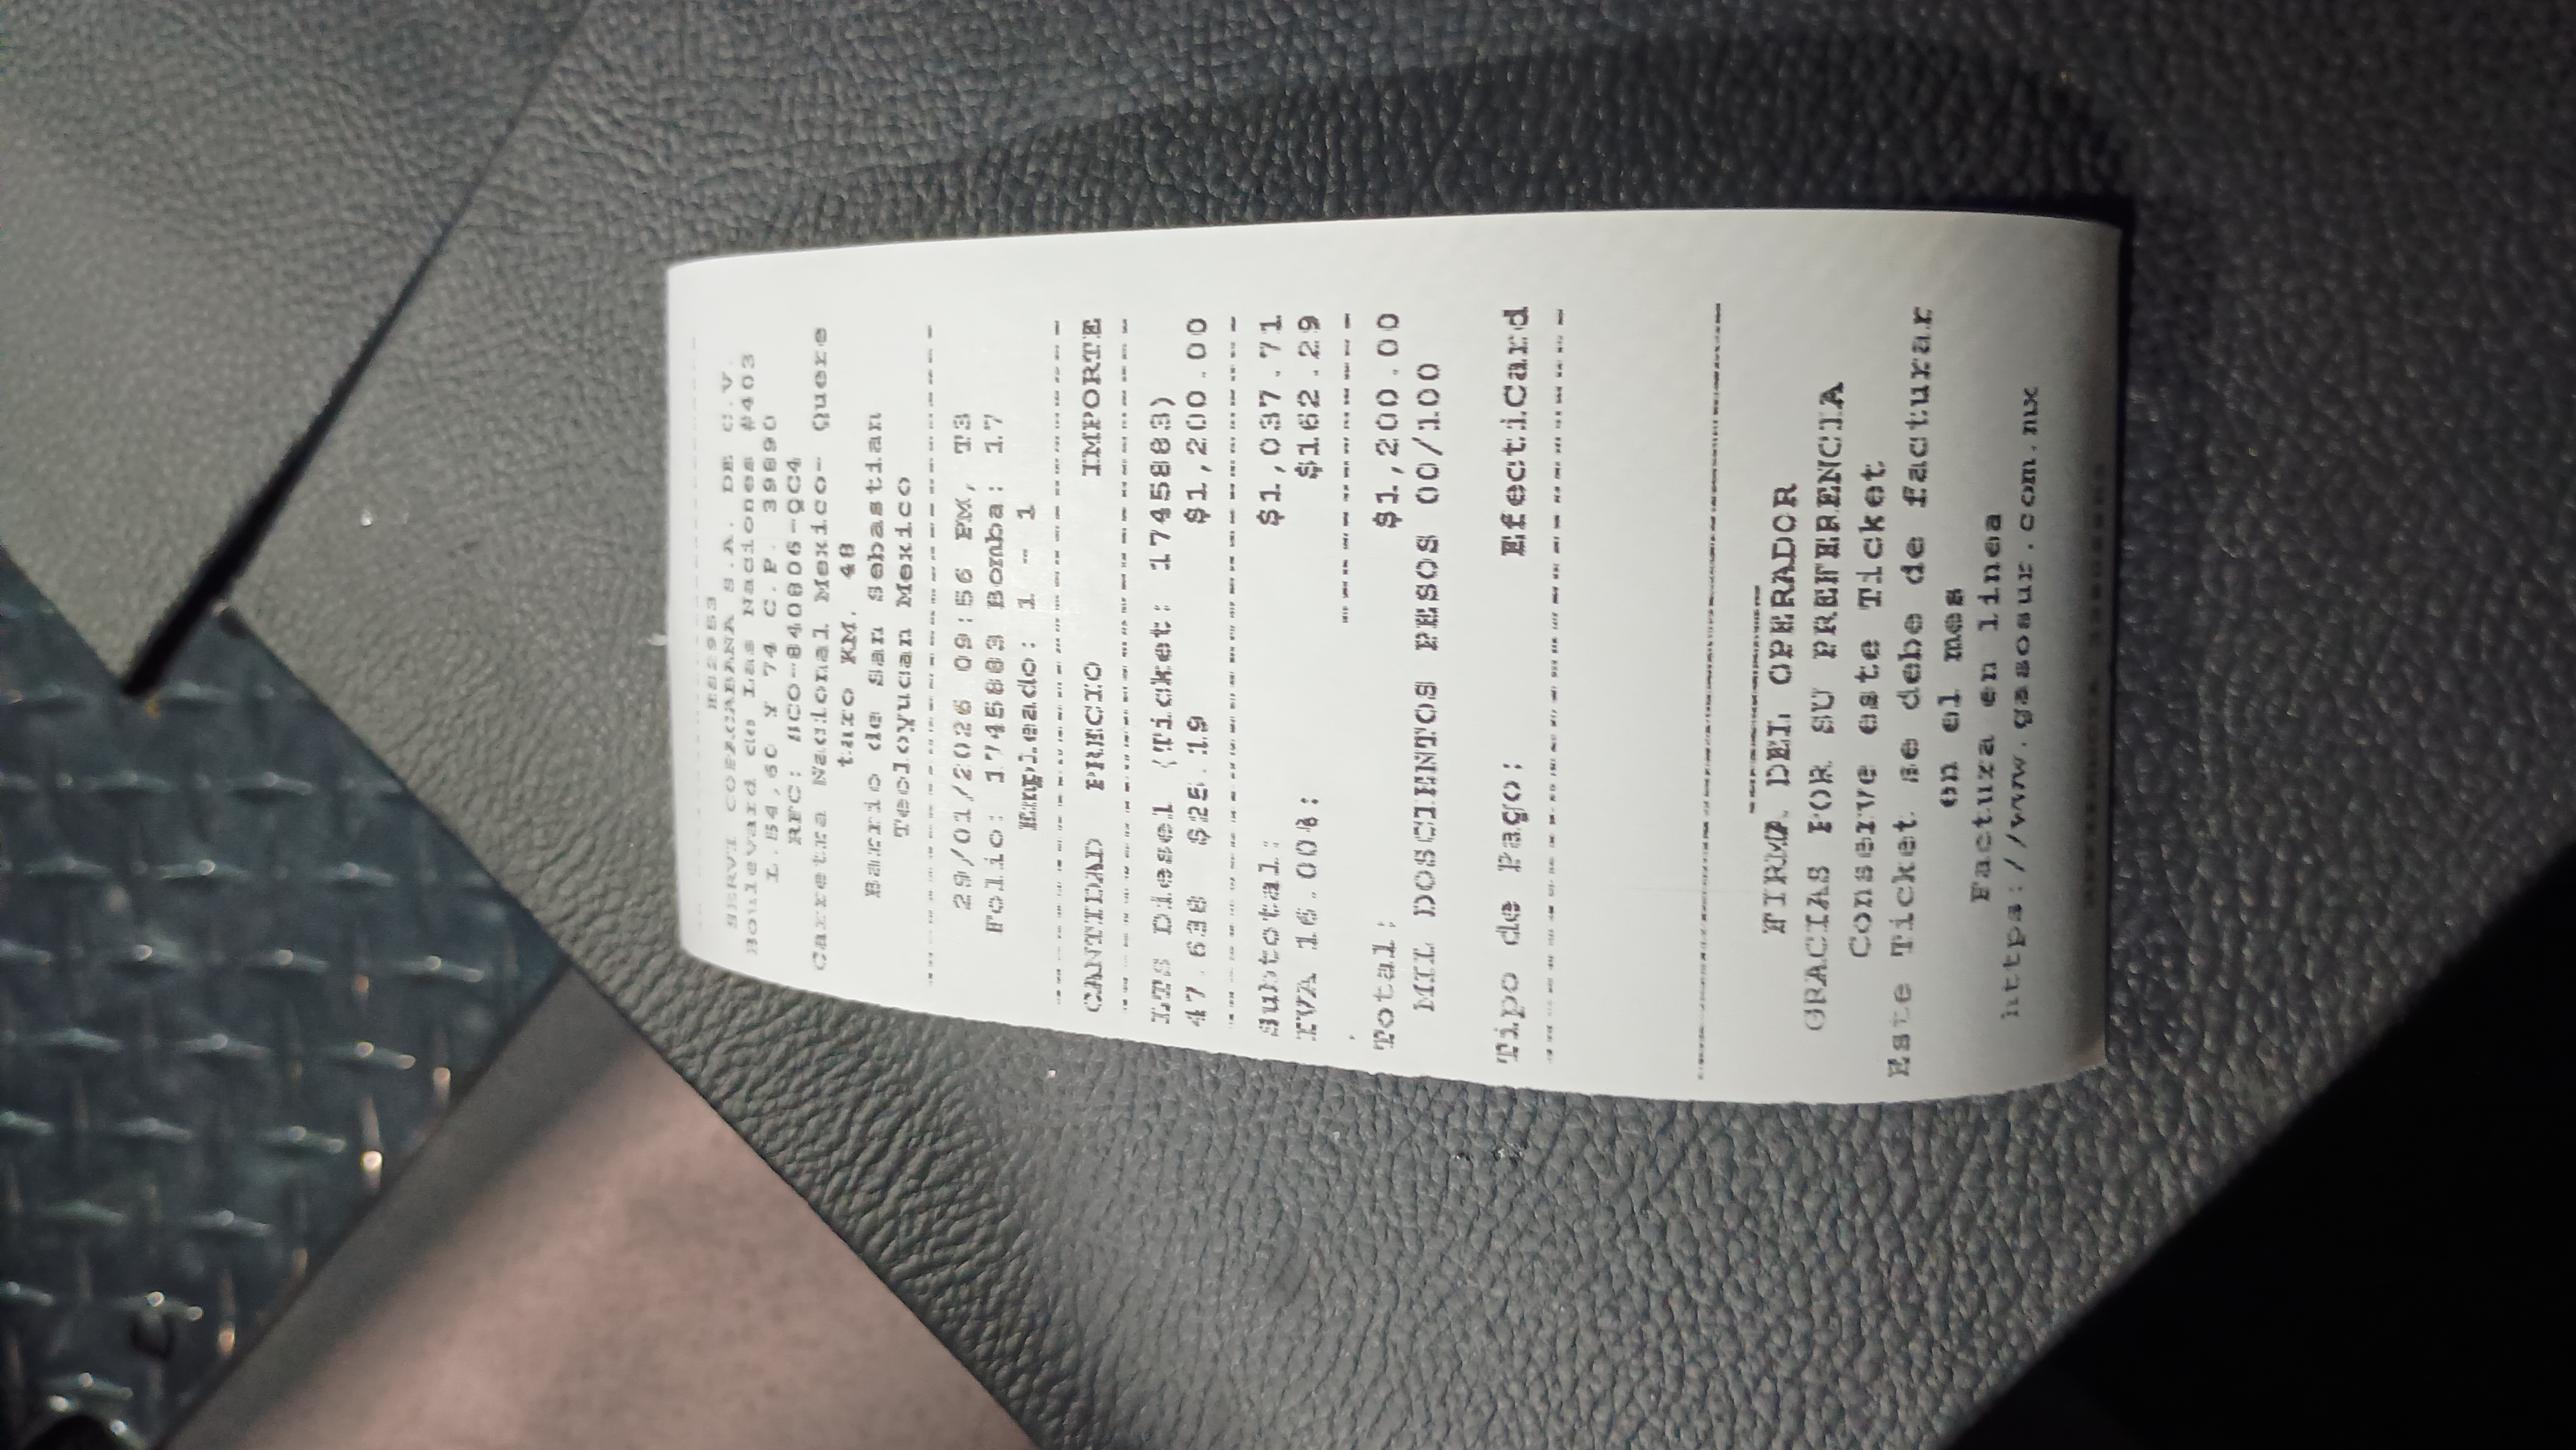 ES2953
SERVI COPACABANA S.A. DE C.V.
Boulevard de Las Naciones #403
L.54,60 Y 74 C.P. 39890
RFC: SCO-840806-QC4
Carretera Nacional Mexico- Quere
taro KM. 48
Barrio de San Sebastian
Teoloyucan Mexico
29/01/2026 09:56 PM, T3
Folio: 1745883 Bomba: 17
Empleado: 1 - 1
CANTIDAD PRECIO IMPORTE
LTS Diesel (Ticket: 1745883)
47.638 $25.19 $1,200.00
Subtotal: $1,037.71
IVA 16.00%: $162.29
Total: $1,200.00
MIL DOSCIENTOS PESOS 00/100
Tipo de Pago: EfectiCard
FIRMA DEL OPERADOR
GRACIAS POR SU PREFERENCIA
Conserve este Ticket
Este Ticket se debe de facturar
en el mes
Factura en linea
https://www.gasosur.com.mx